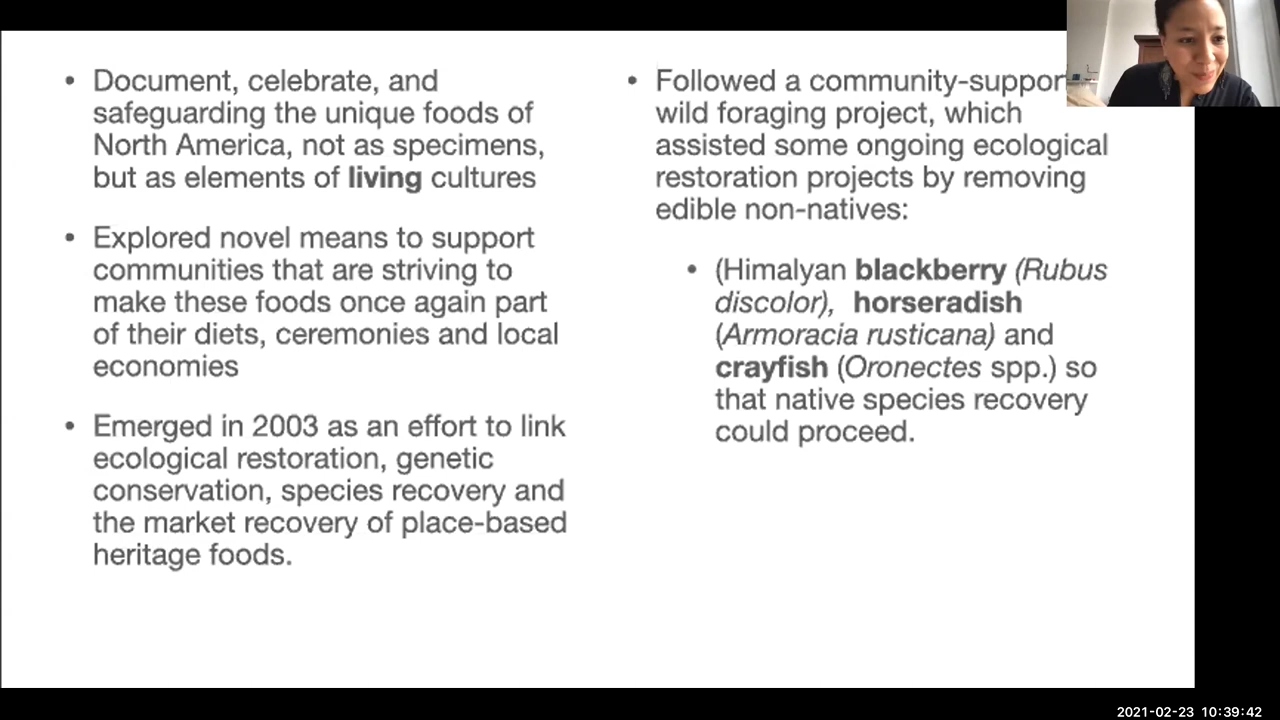 • Document, celebrate, and
safeguarding the unique foods of
North America, not as specimens,
but as elements of living cultures
• Explored novel means to support
communities that are striving to
make these foods once again part
of their diets, ceremonies and local
economies
• Emerged in 2003 as an effort to link
ecological restoration, genetic
conservation, species recovery and
the market recovery of place-based
heritage foods.
• Followed a community-suppor
wild foraging project, which
assisted some ongoing ecological
restoration projects by removing
edible non-natives:
• (Himalyan blackberry (Rubus
discolor), horseradish
(Armoracia rusticana) and
crayfish (Oronectes spp.) so
that native species recovery
could proceed.
2021-02-23 10:39:42